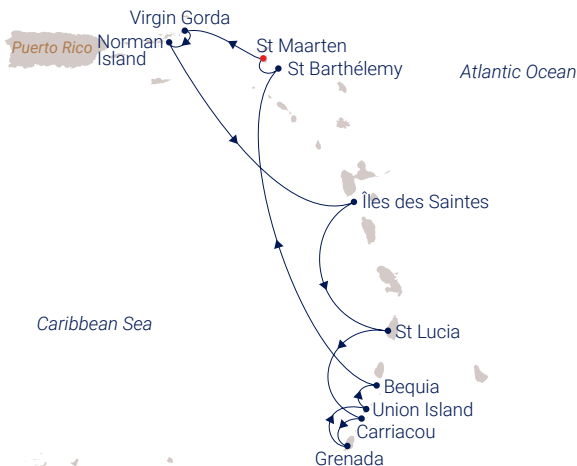 Virgin Gorda
Puerto Rico
Norman
Island
St Maarten
St Barthélemy
Atlantic Ocean
Îles des Saintes
Caribbean Sea
St Lucia
Bequia
Union Island
Carriacou
Grenada